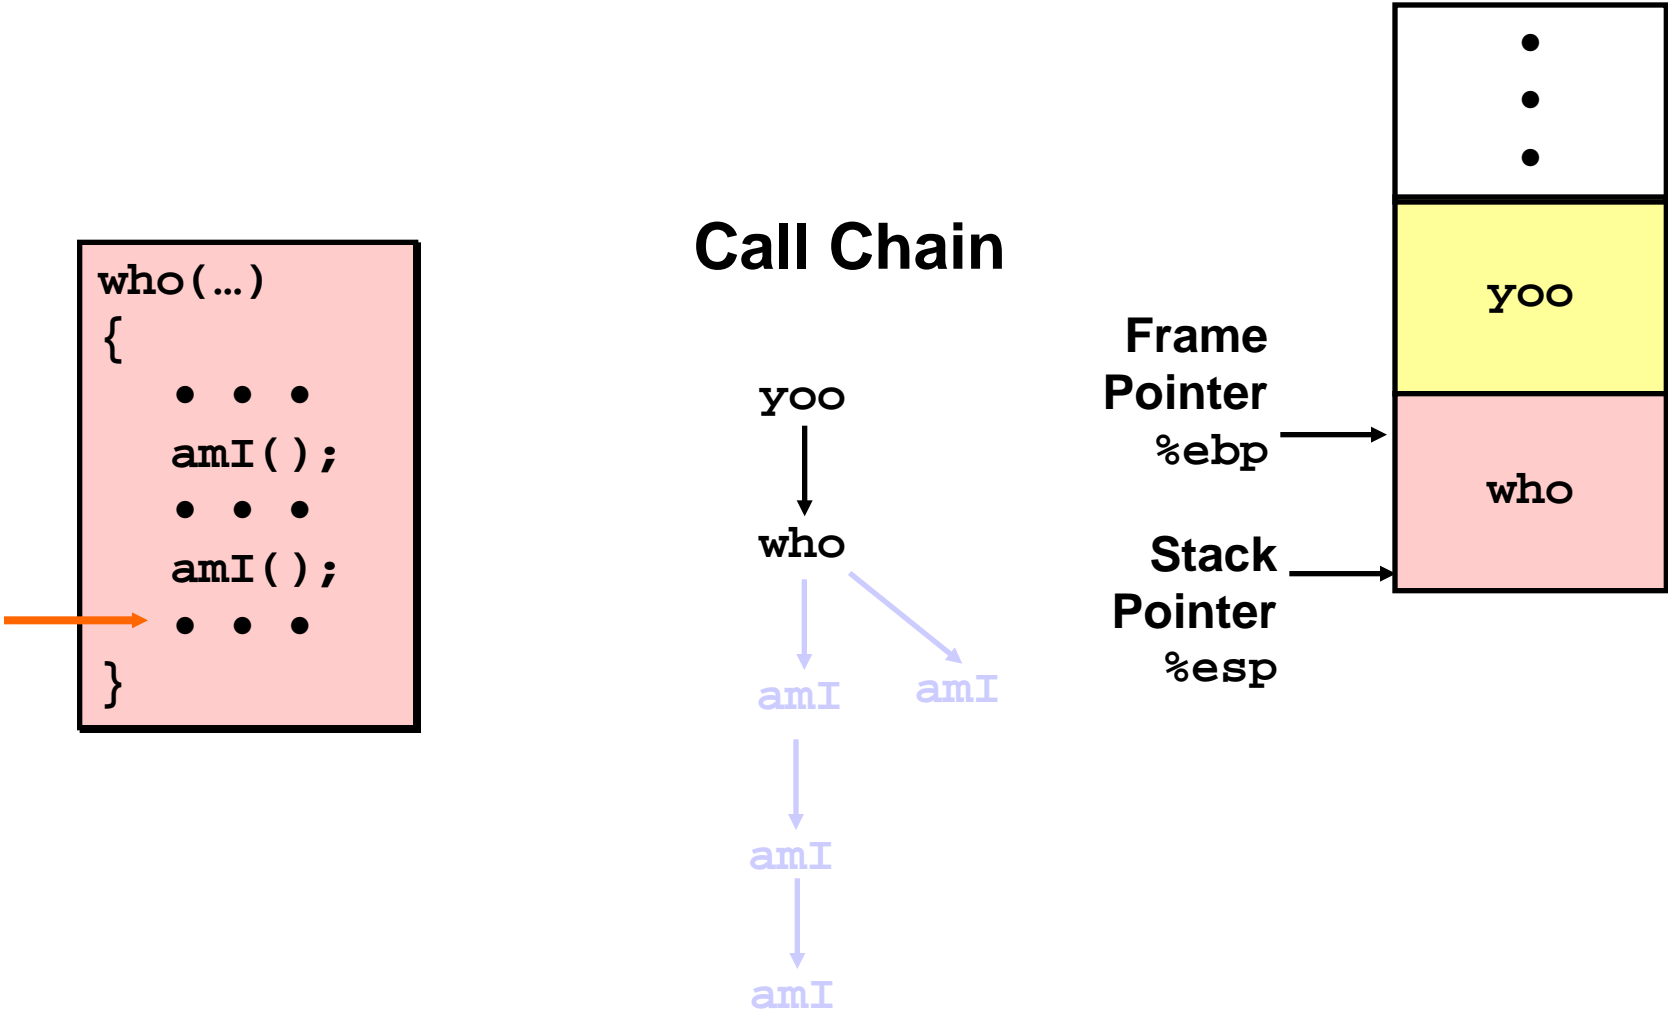 who(…)
{
• • •
amI();
• • •
amI();
• • •
}
Call Chain
yoo
who
amI
amI
amI
amI
Frame
Pointer
%ebp
Stack
Pointer
%esp
•
•
•
yoo
who